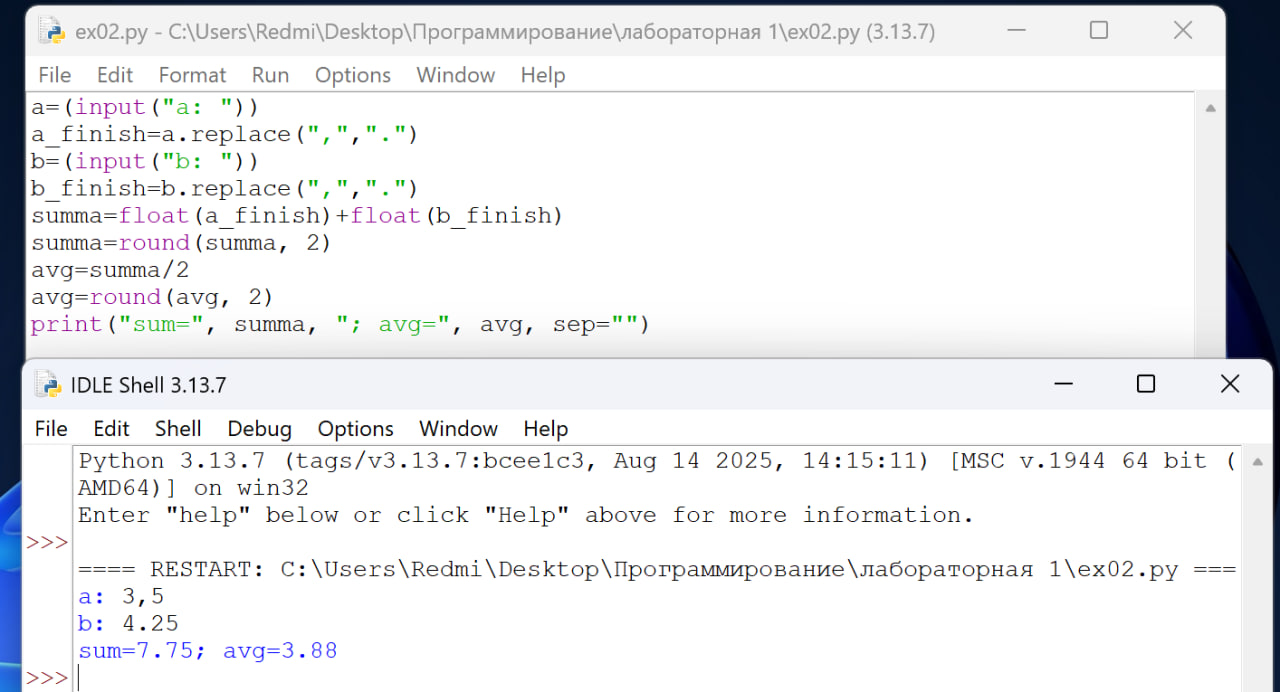 ex02.py - C:\Users\Redmi\Desktop\Программирование\лабораторная 1\ex02.py (3.13.7)
File Edit Format Run Options Window Help
a=(input("a: "))
a_finish=a.replace(",",".")
b=(input("b: "))
b_finish=b.replace(",",".")
summa=float(a_finish)+float(b_finish)
summa=round(summa, 2)
avg=summa/2
avg=round(avg, 2)
print("sum=", summa, "; avg=", avg, sep="")
IDLE Shell 3.13.7
File Edit Shell Debug Options Window Help
Python 3.13.7 (tags/v3.13.7:bcee1c3, Aug 14 2025, 14:15:11) [MSC v.1944 64 bit (
AMD64)] on win32
Enter "help" below or click "Help" above for more information.
>>>
==== RESTART: C:\Users\Redmi\Desktop\Программирование\лабораторная 1\ex02.py ===
a: 3,5
b: 4.25
sum=7.75; avg=3.88
>>>